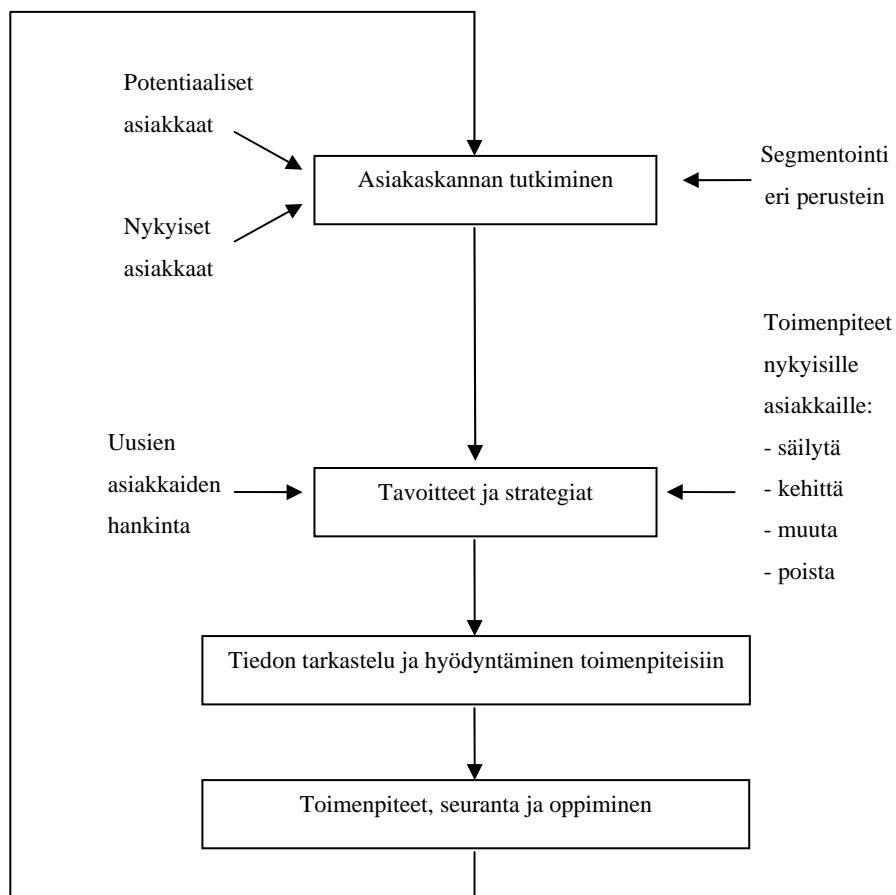 Potentiaaliset
asiakkaat
Asiakaskannan tutkiminen
Segmentointi
eri perustein
Nykyiset
asiakkaat
Toimenpiteet
nykyisille
asiakkaille:
- säilytä
- kehittä
- muuta
- poista
Uusien
asiakkaiden
hankinta
Tavoitteet ja strategiat
Tiedon tarkastelu ja hyödyntäminen toimenpiteisiin
Toimenpiteet, seuranta ja oppiminen